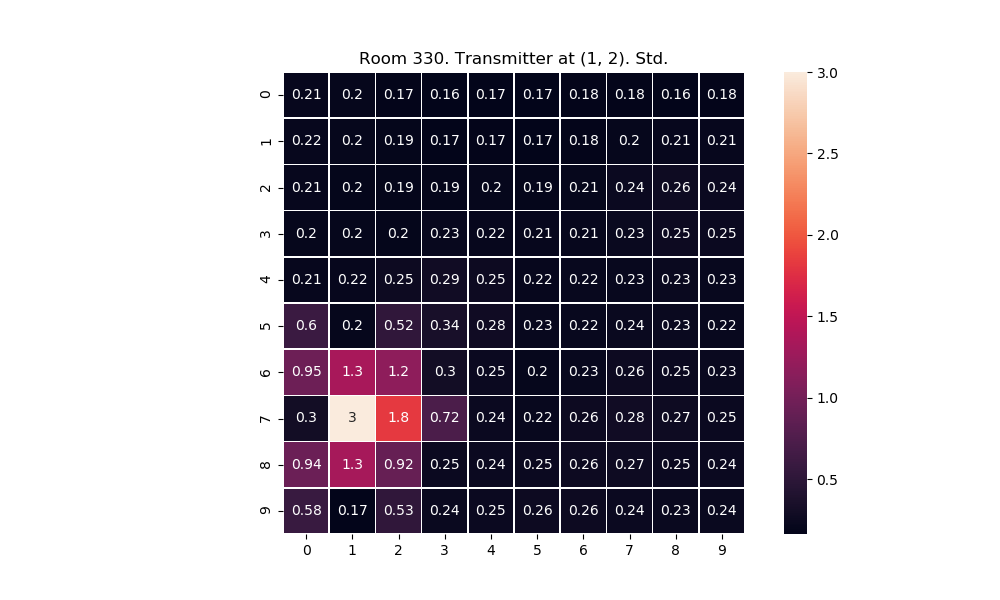 Room 330. Transmitter at (1, 2). Std.
3.0
0 0.21 0.2 0.17 0.16 0.17 0.17 0.18 0.18 0.16 0.18
1 0.22 0.2 0.19 0.17 0.17 0.17 0.18 0.2 0.21 0.21
2.5
2 0.21 0.2 0.19 0.19 0.2 0.19 0.21 0.24 0.26 0.24
3 0.2 0.2 0.2 0.23 0.22 0.21 0.21 0.23 0.25 0.25
2.0
4 0.21 0.22 0.25 0.29 0.25 0.22 0.22 0.23 0.23 0.23
1.5
5 0.6 0.2 0.52 0.34 0.28 0.23 0.22 0.24 0.23 0.22
6 0.95 1.3 1.2 0.3 0.25 0.2 0.23 0.26 0.25 0.23
1.0
7 0.3 3 1.8 0.72 0.24 0.22 0.26 0.28 0.27 0.25
8 0.94 1.3 0.92 0.25 0.24 0.25 0.26 0.27 0.25 0.24
0.5
9 0.58 0.17 0.53 0.24 0.25 0.26 0.26 0.24 0.23 0.24
0 1 2 3 4 5 6 7 8 9